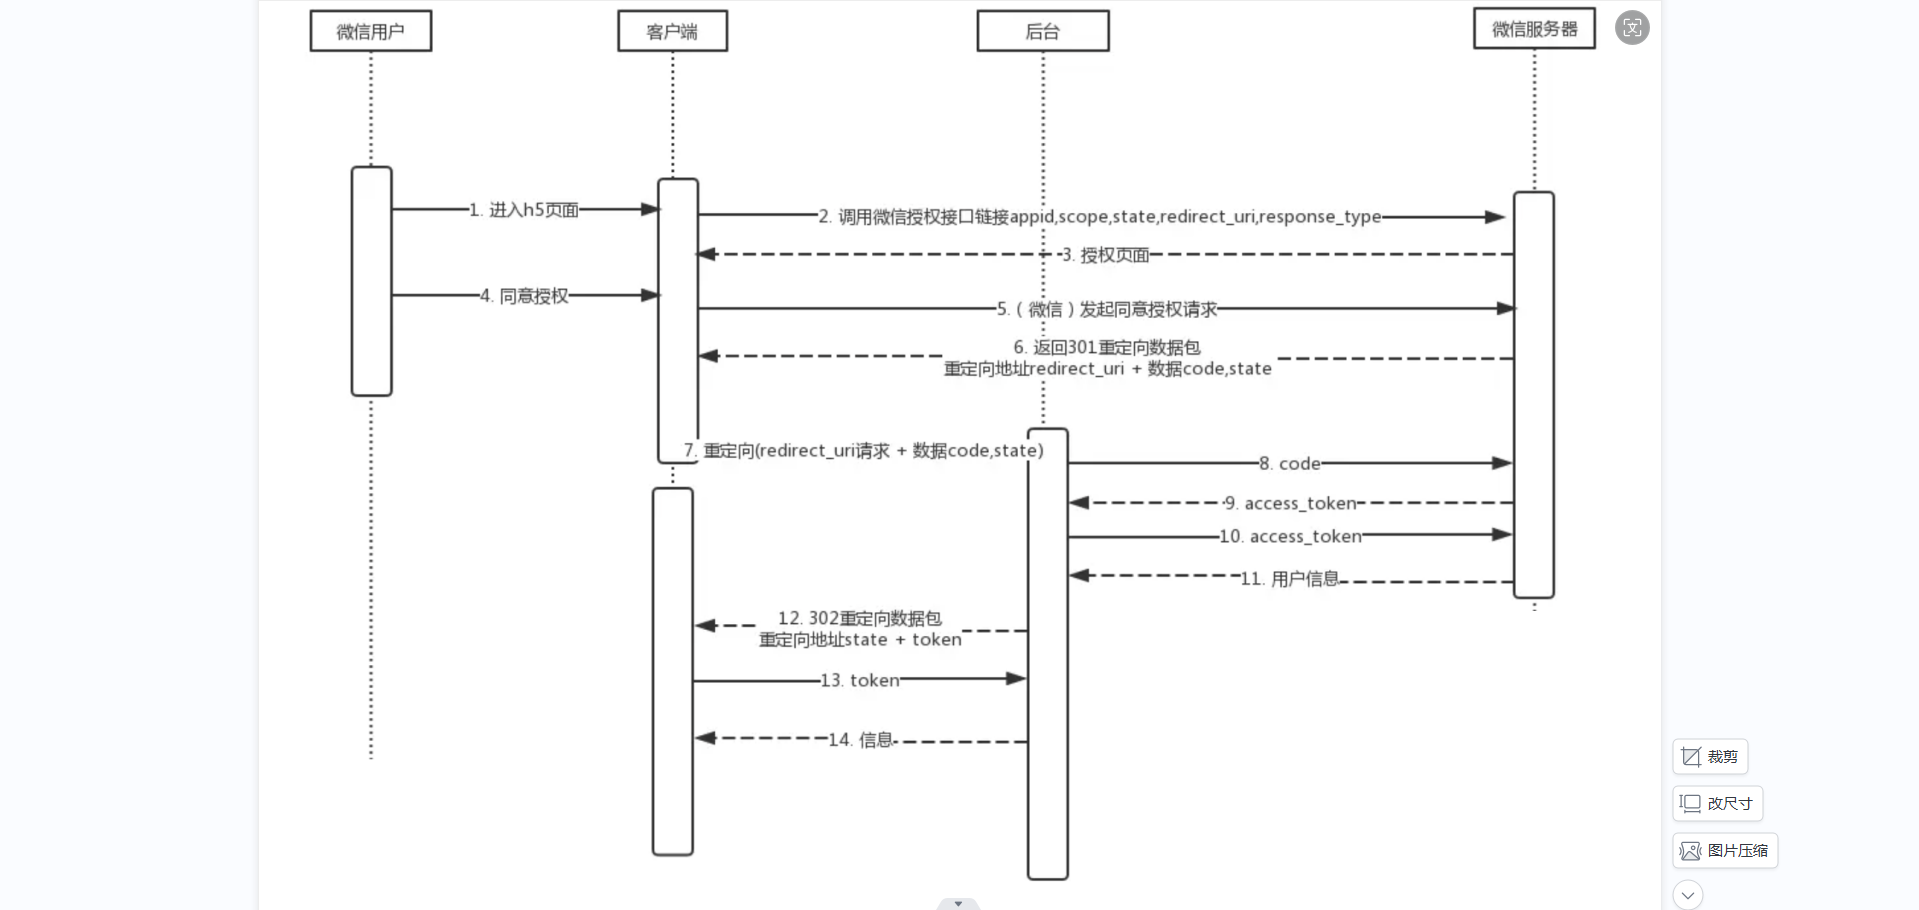 微信用户
客户端
后台
微信服务器
1. 进入h5页面
2. 调用微信授权接口链接appid,scope,state,redirect_uri,response_type
3. 授权页面
4. 同意授权
5.（微信）发起同意授权请求
6. 返回301重定向数据包
重定向地址redirect_uri + 数据code,state
7. 重定向(redirect_uri请求 + 数据code,state)
8. code
9. access_token
10. access_token
11. 用户信息
12. 302重定向数据包
重定向地址state + token
13. token
14. 信息
裁剪
改尺寸
图片压缩